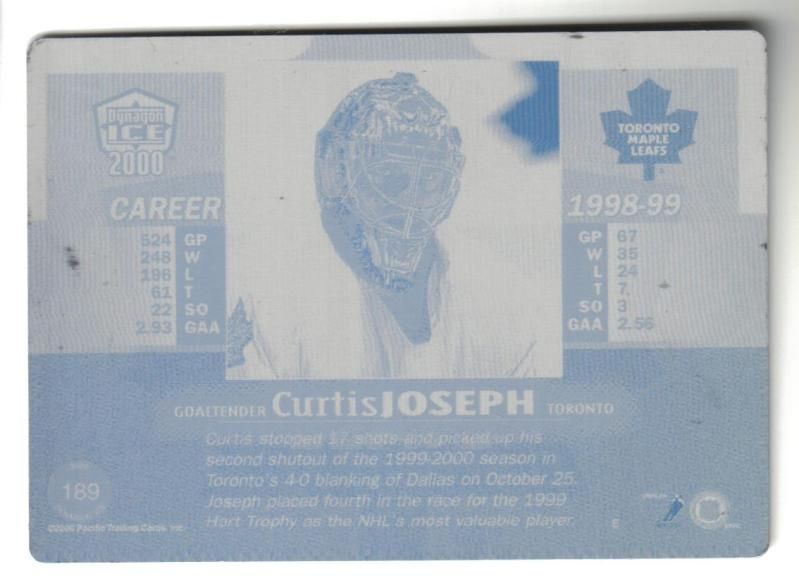 Dynagon
ICE
2000
TORONTO
MAPLE
LEAFS
CAREER
1998-99
524 GP
248 W
196 L
61 T
22 SO
2.93 GAA
GP 67
W 35
L 24
T 7
SO 3
GAA 2.56
GOALTENDER Curtis JOSEPH TORONTO
Curtis stopped 17 shots and picked up his
second shutout of the 1999-2000 season in
Toronto's 4-0 blanking of Dallas on October 25.
Joseph placed fourth in the race for the 1999
Hart Trophy as the NHL's most valuable player.
189
©2000 Pacific Trading Cards, Inc.
E